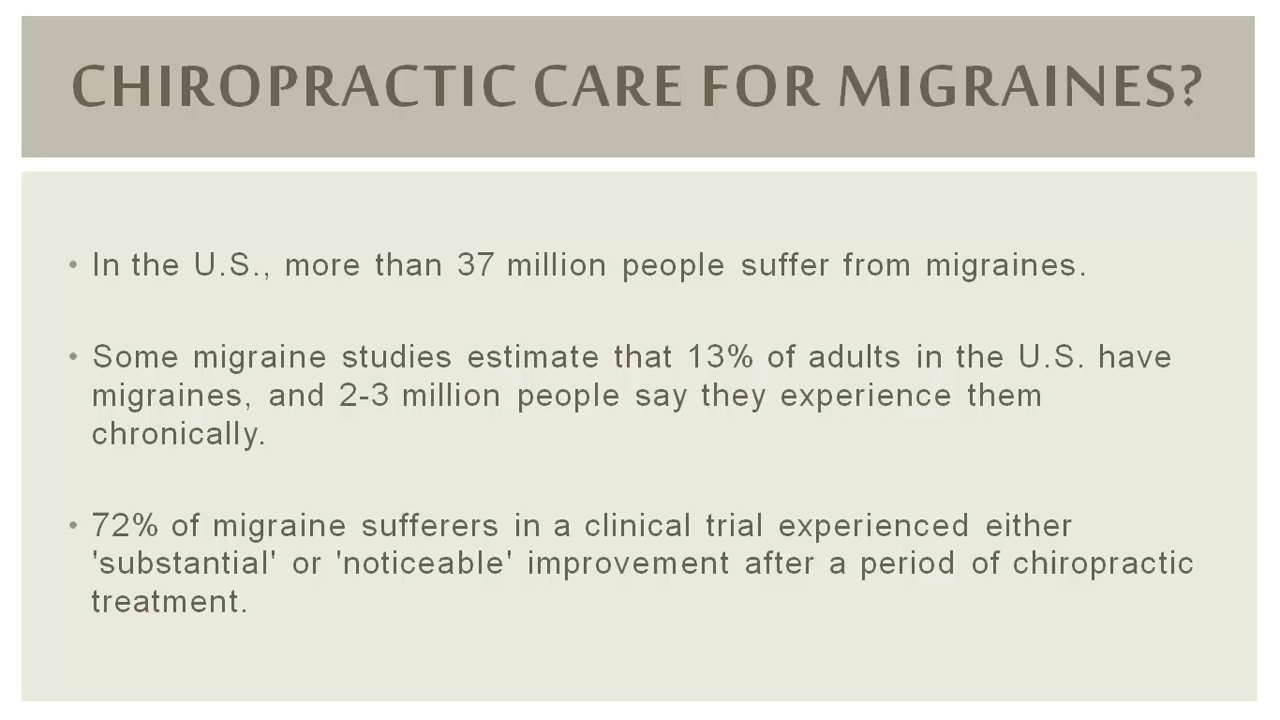 CHIROPRACTIC CARE FOR MIGRAINES?
• In the U.S., more than 37 million people suffer from migraines.
• Some migraine studies estimate that 13% of adults in the U.S. have
migraines, and 2-3 million people say they experience them
chronically.
• 72% of migraine sufferers in a clinical trial experienced either
'substantial' or 'noticeable' improvement after a period of chiropractic
treatment.